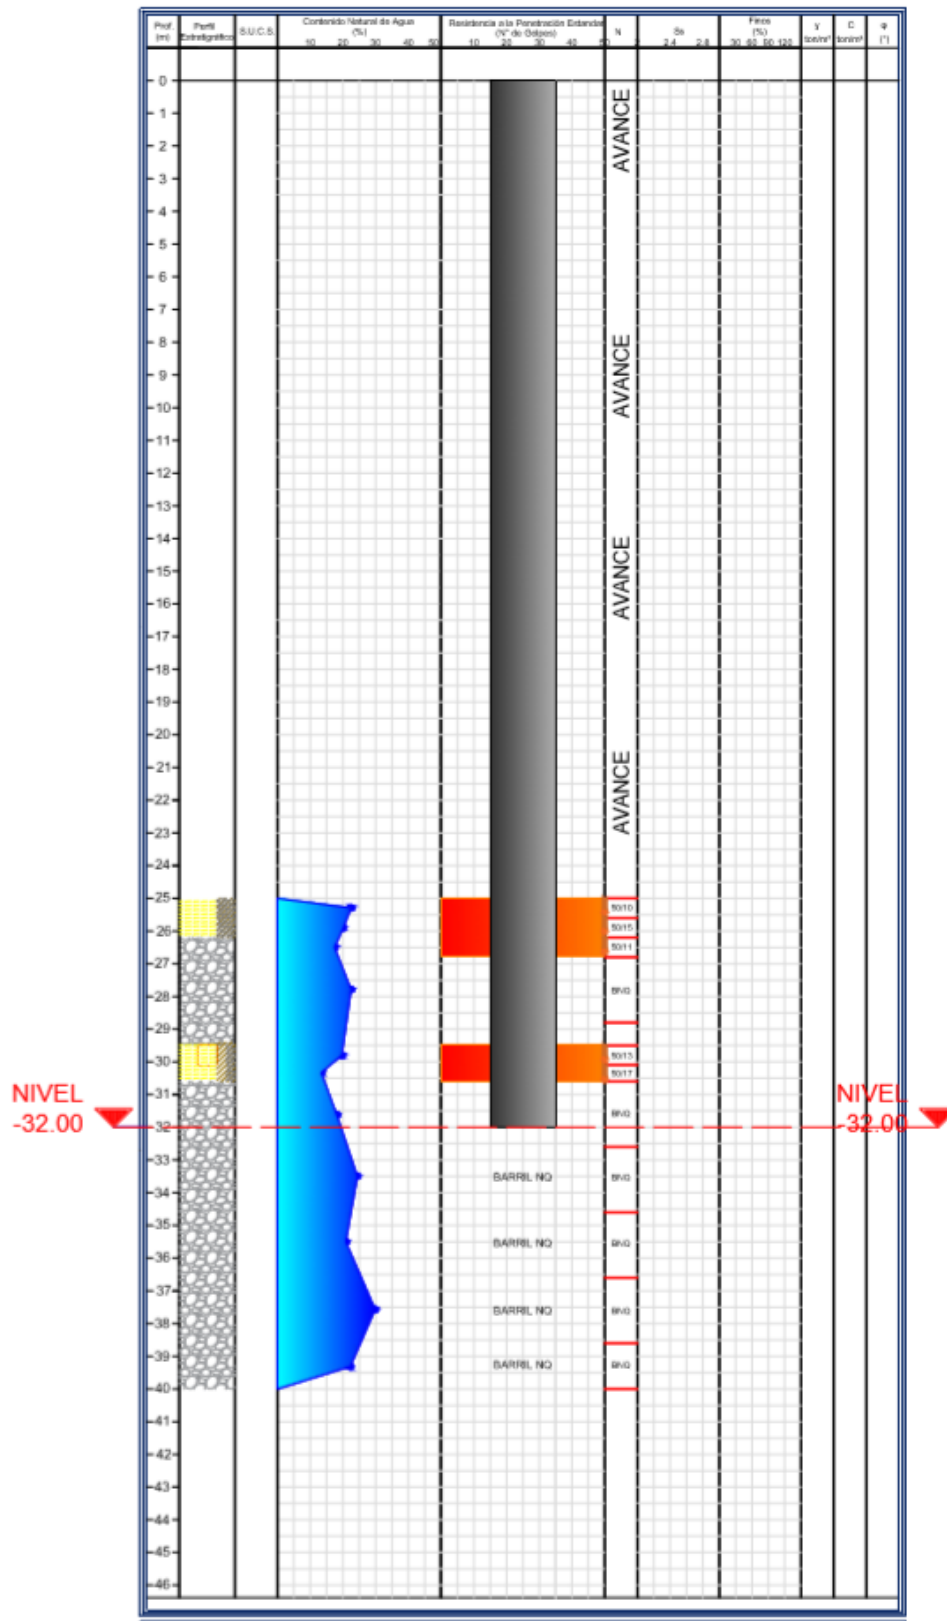 Prof. (m)
Perfil Estratigráfico
S.U.C.S.
Contenido Natural de Agua
(%)
10 20 30 40 50
Resistencia a la Penetración Estandar
(N° de Golpes)
10 20 30 40 50
N
Ss
2.4 2.8
Finos
(%)
30 60 90 120
γ
ton/m³
C
ton/m²
φ
(°)
0
1
2
3
4
5
6
7
8
9
10
11
12
13
14
15
16
17
18
19
20
21
22
23
24
25
26
27
28
29
30
31
32
33
34
35
36
37
38
39
40
41
42
43
44
45
46
AVANCE
AVANCE
AVANCE
AVANCE
50/10
50/15
50/11
BNQ
50/13
50/17
BNQ
NIVEL
-32.00
NIVEL
-32.00
BARRIL NQ
BNQ
BARRIL NQ
BNQ
BARRIL NQ
BNQ
BARRIL NQ
BNQ